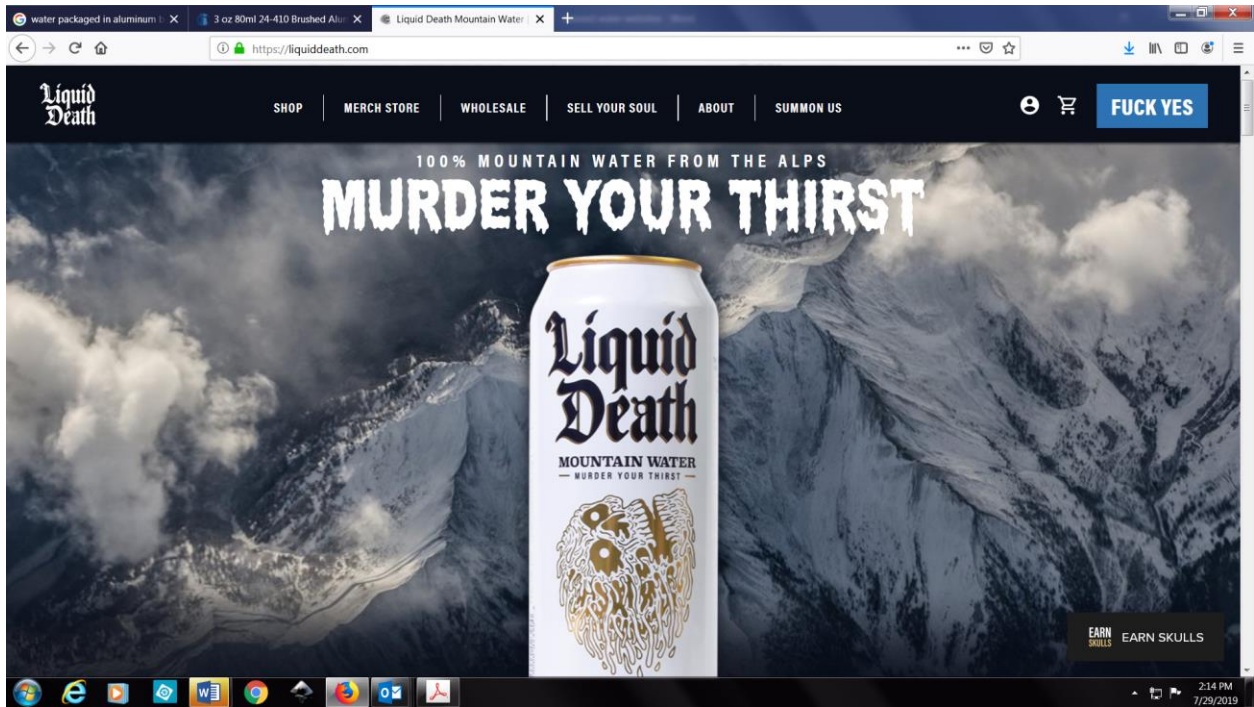 water packaged in aluminum b
3 oz 80ml 24-410 Brushed Alun
Liquid Death Mountain Water |
https://liquiddeath.com
Liquid
Death
SHOP
MERCH STORE
WHOLESALE
SELL YOUR SOUL
ABOUT
SUMMON US
FUCK YES
100% MOUNTAIN WATER FROM THE ALPS
MURDER YOUR THIRST
Liquid
Death
MOUNTAIN WATER
MURDER YOUR THIRST
EARN
SKULLS
EARN SKULLS
2:14 PM
7/29/2019